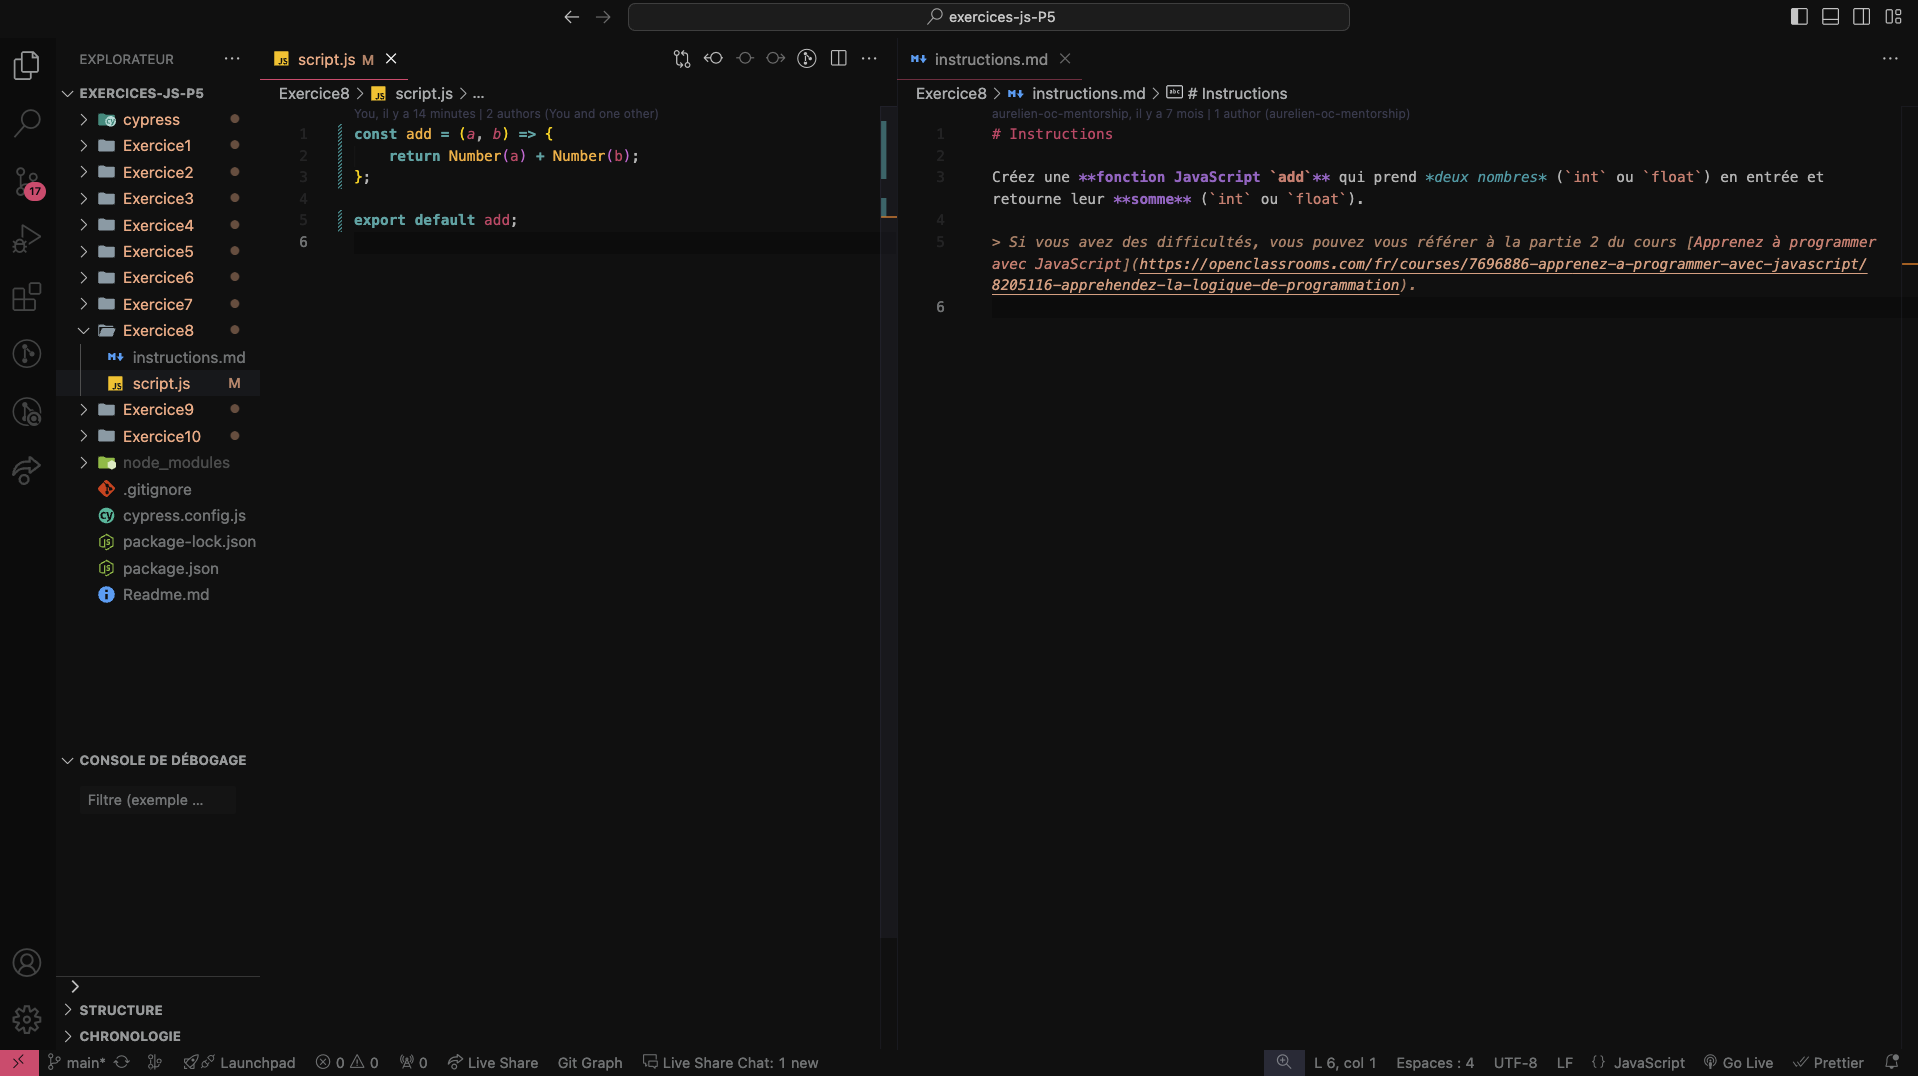 exercices-js-P5
EXPLORATEUR
EXERCICES-JS-P5
cypress
Exercice1
Exercice2
Exercice3
Exercice4
Exercice5
Exercice6
Exercice7
Exercice8
instructions.md
script.js M
Exercice9
Exercice10
node_modules
.gitignore
cypress.config.js
package-lock.json
package.json
Readme.md
CONSOLE DE DÉBOGAGE
Filtre (exemple ...
STRUCTURE
CHRONOLOGIE
17
script.js M
Exercice8 > script.js > ...
You, il y a 14 minutes | 2 authors (You and one other)
1 const add = (a, b) => {
2 return Number(a) + Number(b);
3 };
4
5 export default add;
6
instructions.md
Exercice8 > instructions.md > # Instructions
aurelien-oc-mentorship, il y a 7 mois | 1 author (aurelien-oc-mentorship)
1 # Instructions
2
3 Créez une **fonction JavaScript `add`** qui prend *deux nombres* (`int` ou `float`) en entrée et
retourne leur **somme** (`int` ou `float`).
4
5 > Si vous avez des difficultés, vous pouvez vous référer à la partie 2 du cours [Apprenez à programmer
avec JavaScript](https://openclassrooms.com/fr/courses/7696886-apprenez-a-programmer-avec-javascript/
8205116-apprehendez-la-logique-de-programmation).
6
main* Launchpad 0 0 0 Live Share Git Graph Live Share Chat: 1 new L 6, col 1 Espaces : 4 UTF-8 LF {} JavaScript Go Live Prettier